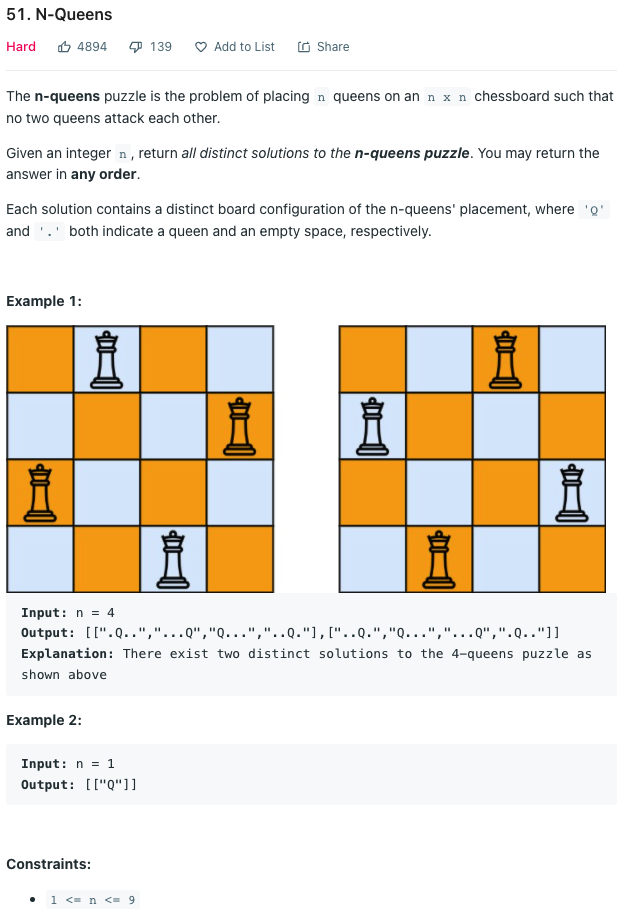 51. N-Queens
Hard 4894 139 Add to List Share
The n-queens puzzle is the problem of placing n queens on an n x n chessboard such that
no two queens attack each other.
Given an integer n, return all distinct solutions to the n-queens puzzle. You may return the
answer in any order.
Each solution contains a distinct board configuration of the n-queens' placement, where 'Q'
and '.' both indicate a queen and an empty space, respectively.
Example 1:
Input: n = 4
Output: [[".Q..","...Q","Q...","..Q."],["..Q.","Q...","...Q",".Q.."]]
Explanation: There exist two distinct solutions to the 4-queens puzzle as
shown above
Example 2:
Input: n = 1
Output: [["Q"]]
Constraints:
• 1 <= n <= 9